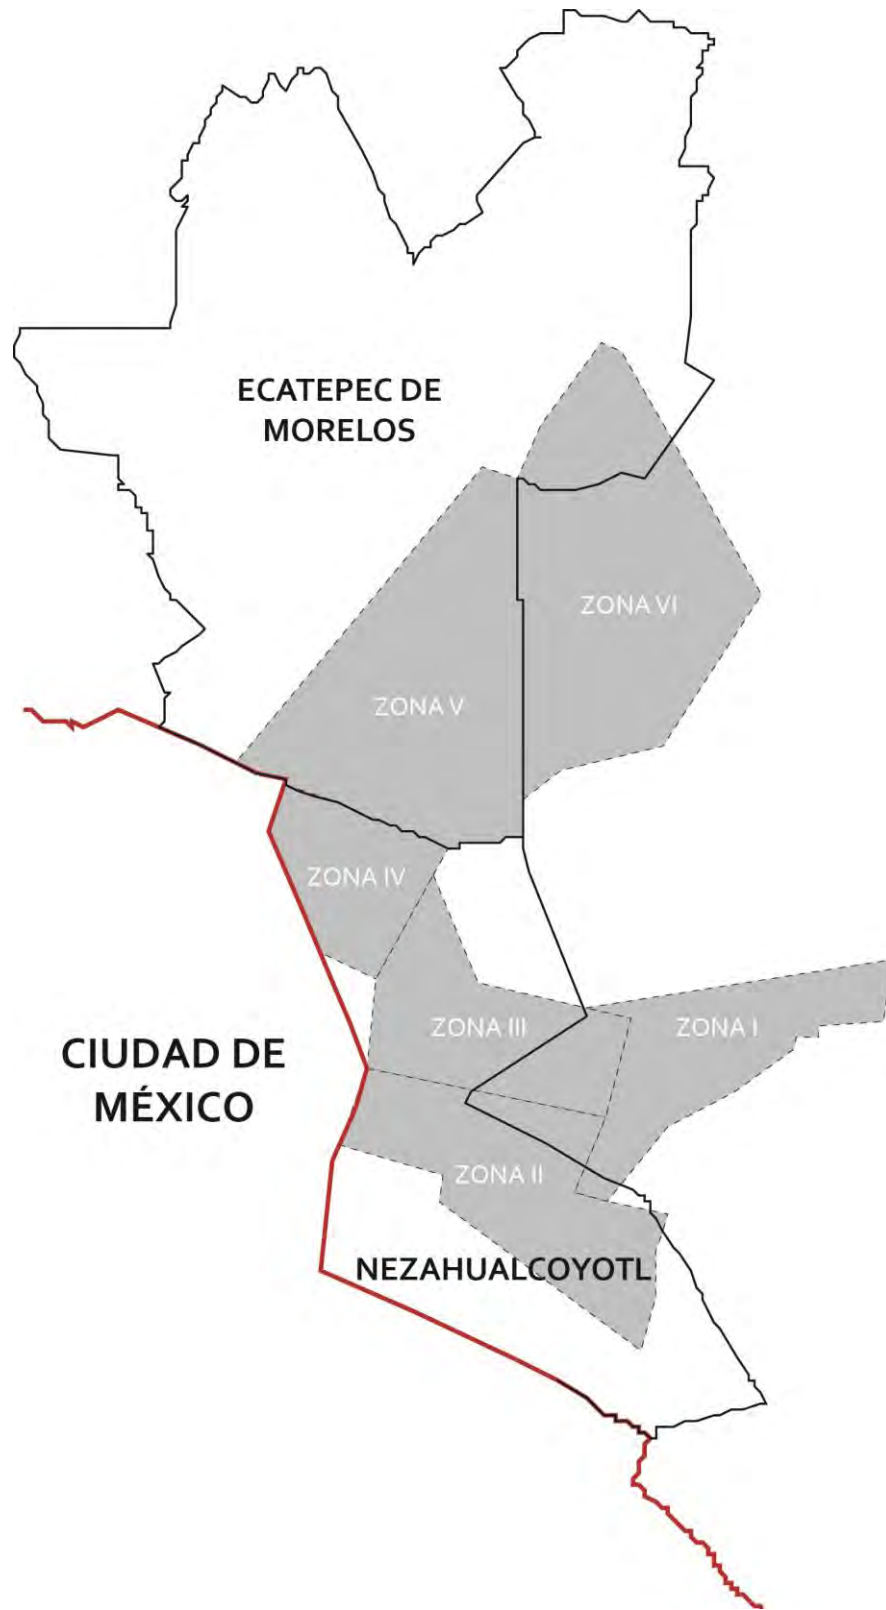 ECATEPEC DE
MORELOS
ZONA VI
ZONA V
ZONA IV
ZONA III
ZONA I
CIUDAD DE
MÉXICO
ZONA II
NEZAHUALCOYOTL